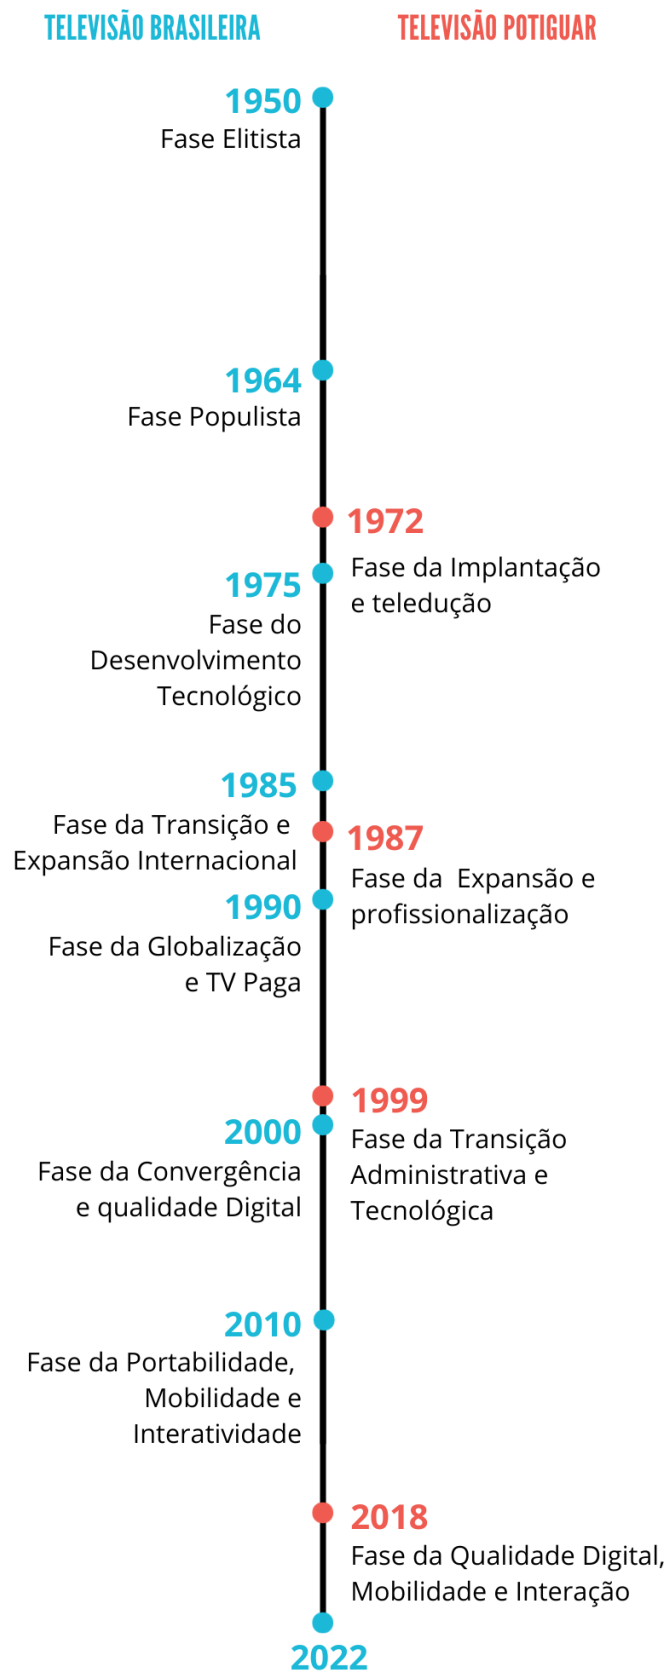 TELEVISÃO BRASILEIRA
TELEVISÃO POTIGUAR
1950
Fase Elitista
1964
Fase Populista
1972
Fase da Implantação
e teledução
1975
Fase do
Desenvolvimento
Tecnológico
1985
Fase da Transição e
Expansão Internacional
1987
Fase da Expansão e
profissionalização
1990
Fase da Globalização
e TV Paga
1999
Fase da Transição
Administrativa e
Tecnológica
2000
Fase da Convergência
e qualidade Digital
2010
Fase da Portabilidade,
Mobilidade e
Interatividade
2018
Fase da Qualidade Digital,
Mobilidade e Interação
2022